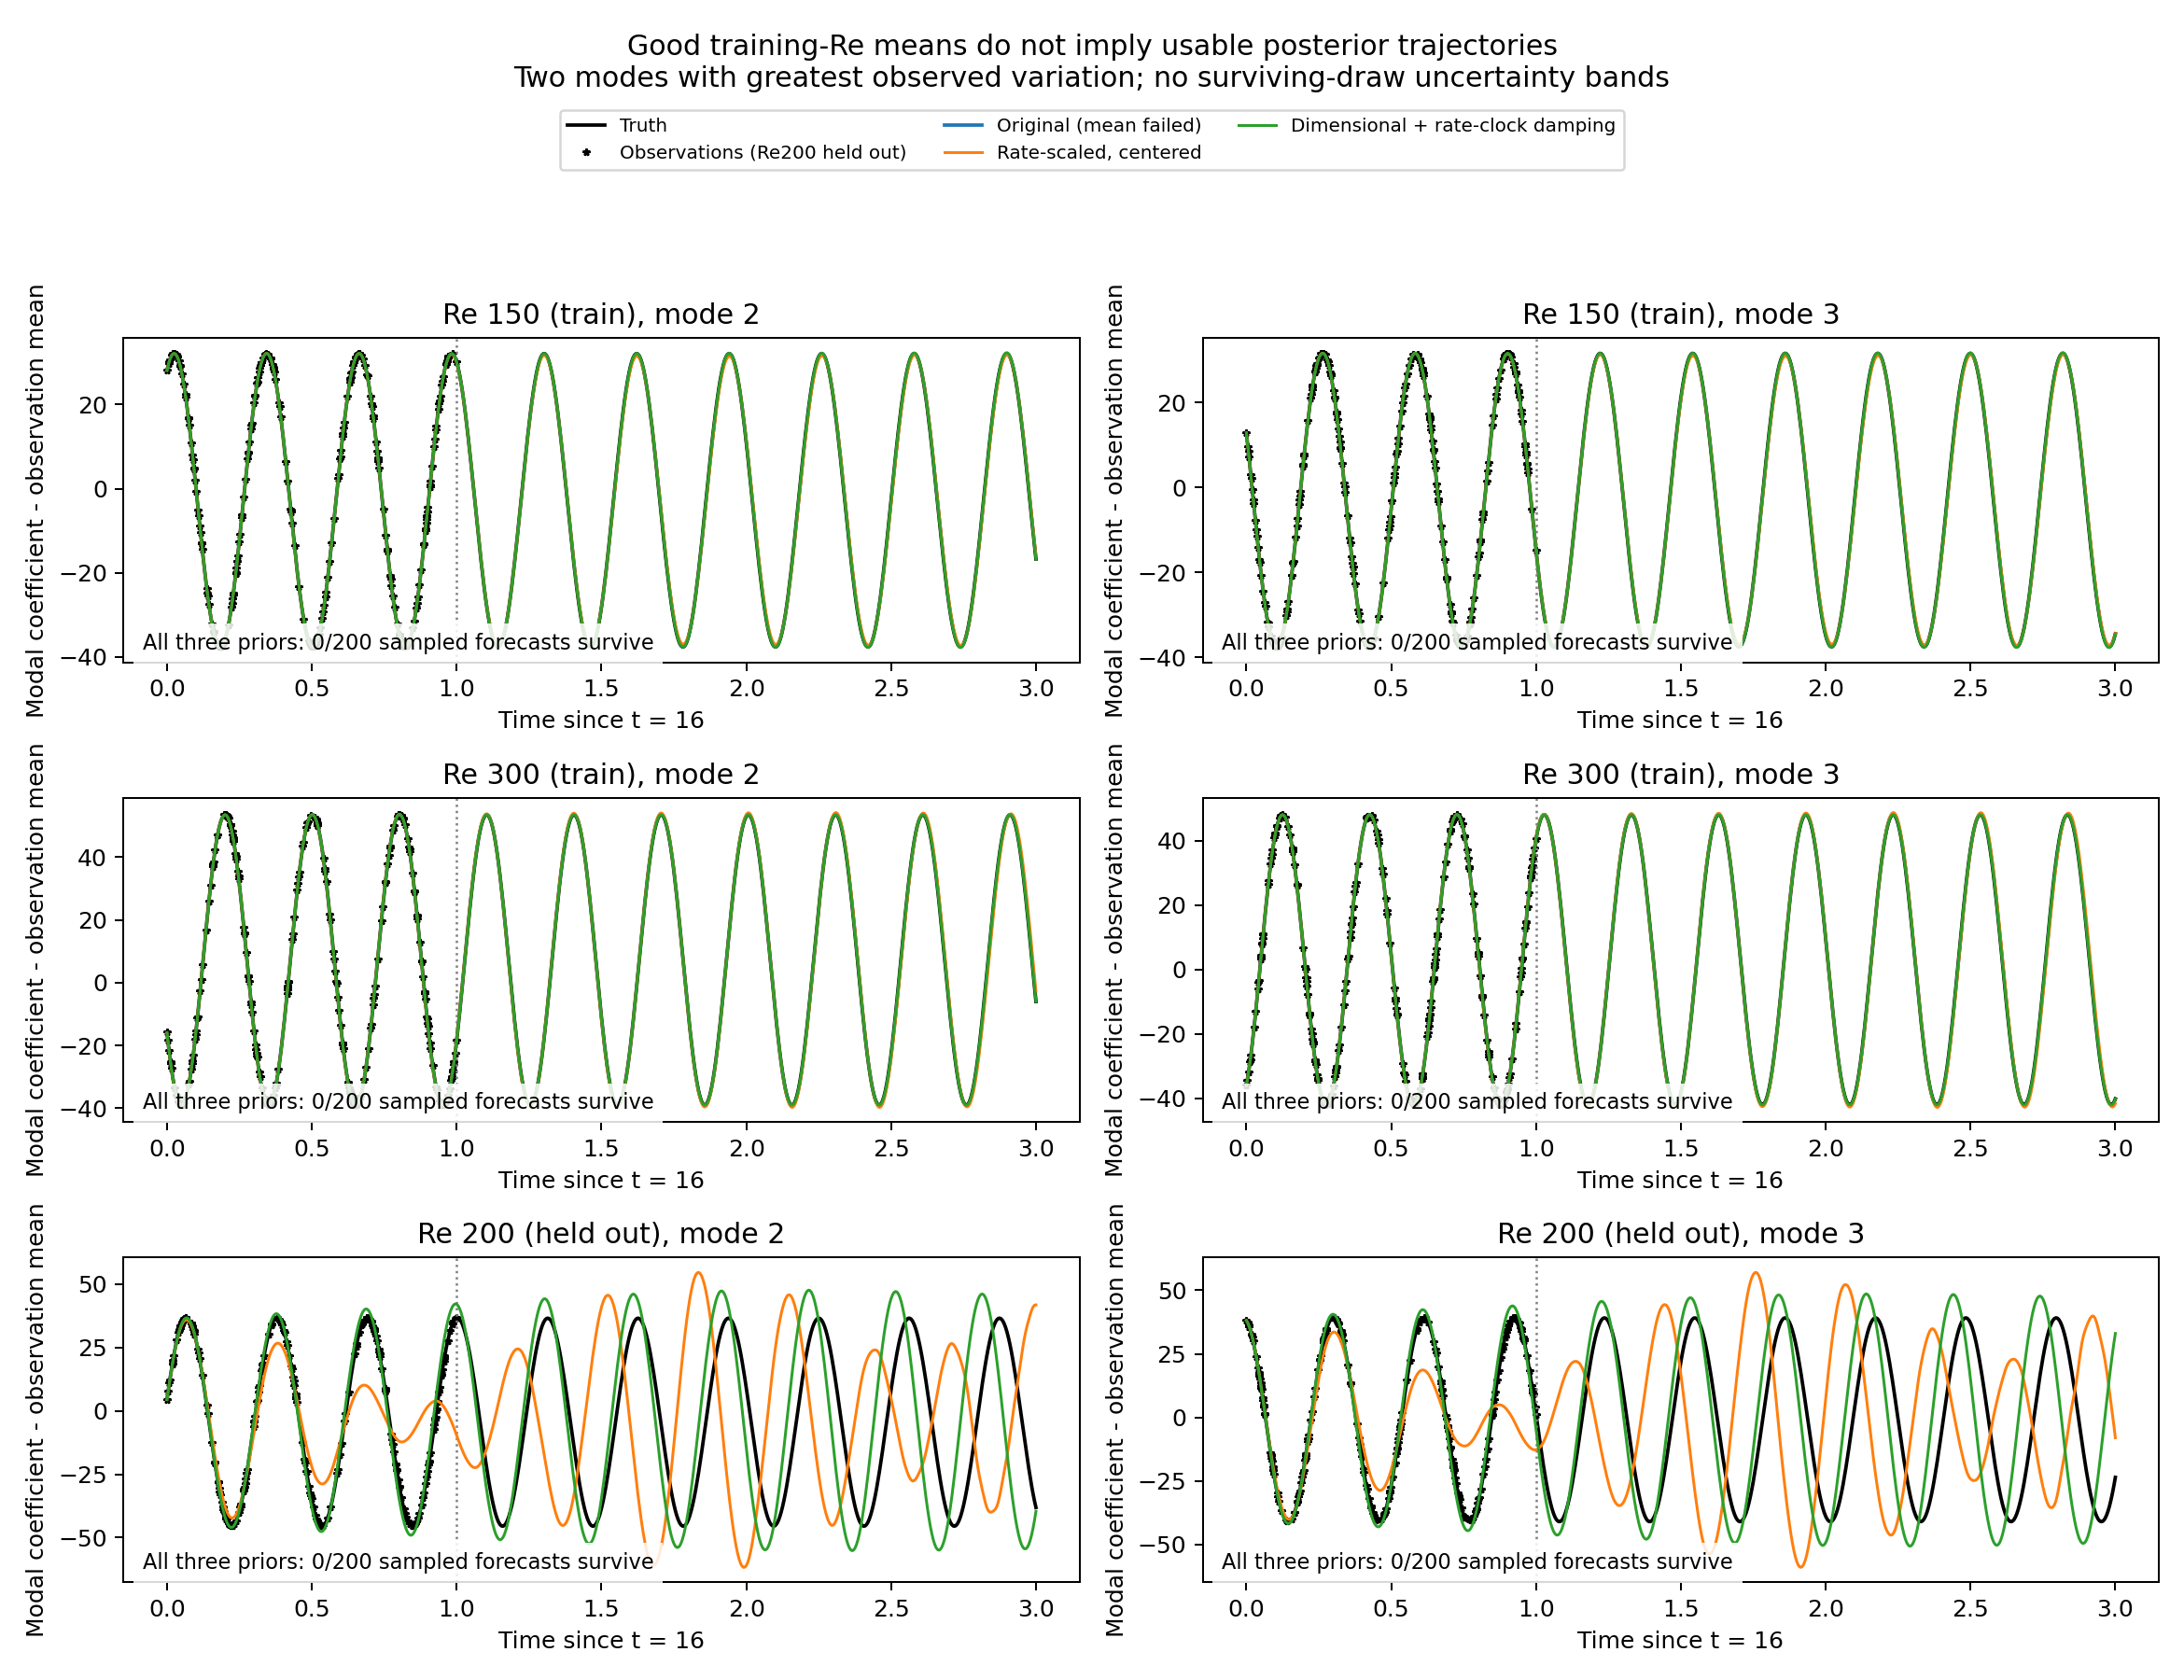 Good training-Re means do not imply usable posterior trajectories
Two modes with greatest observed variation; no surviving-draw uncertainty bands
Truth
Observations (Re200 held out)
Original (mean failed)
Rate-scaled, centered
Dimensional + rate-clock damping
Re 150 (train), mode 2
Modal coefficient - observation mean
20
0
−20
−40
All three priors: 0/200 sampled forecasts survive
0.0 0.5 1.0 1.5 2.0 2.5 3.0
Time since t = 16
Re 150 (train), mode 3
Modal coefficient - observation mean
20
0
−20
−40
All three priors: 0/200 sampled forecasts survive
0.0 0.5 1.0 1.5 2.0 2.5 3.0
Time since t = 16
Re 300 (train), mode 2
Modal coefficient - observation mean
40
20
0
−20
−40
All three priors: 0/200 sampled forecasts survive
0.0 0.5 1.0 1.5 2.0 2.5 3.0
Time since t = 16
Re 300 (train), mode 3
Modal coefficient - observation mean
40
20
0
−20
−40
All three priors: 0/200 sampled forecasts survive
0.0 0.5 1.0 1.5 2.0 2.5 3.0
Time since t = 16
Re 200 (held out), mode 2
Modal coefficient - observation mean
50
25
0
−25
−50
All three priors: 0/200 sampled forecasts survive
0.0 0.5 1.0 1.5 2.0 2.5 3.0
Time since t = 16
Re 200 (held out), mode 3
Modal coefficient - observation mean
50
25
0
−25
−50
All three priors: 0/200 sampled forecasts survive
0.0 0.5 1.0 1.5 2.0 2.5 3.0
Time since t = 16